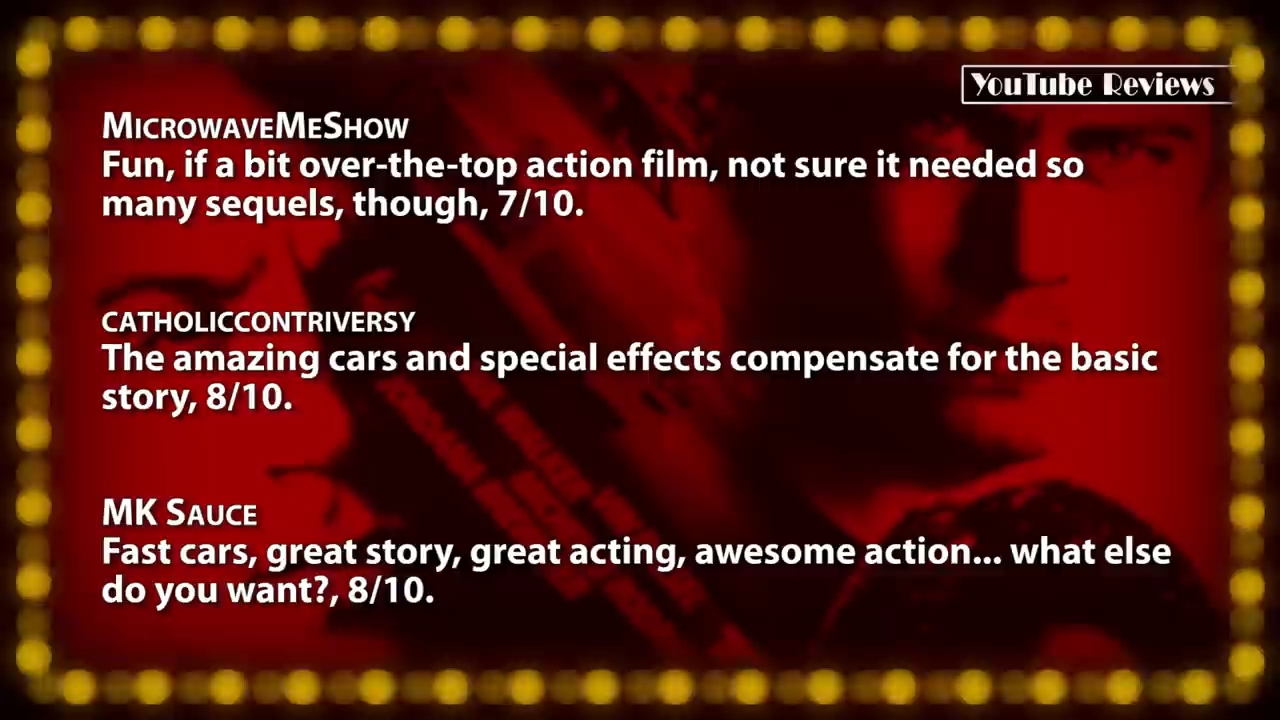 YouTube Reviews
MicrowaveMeShow
Fun, if a bit over-the-top action film, not sure it needed so
many sequels, though, 7/10.
catholiccontriversy
The amazing cars and special effects compensate for the basic
story, 8/10.
MK Sauce
Fast cars, great story, great acting, awesome action... what else
do you want?, 8/10.